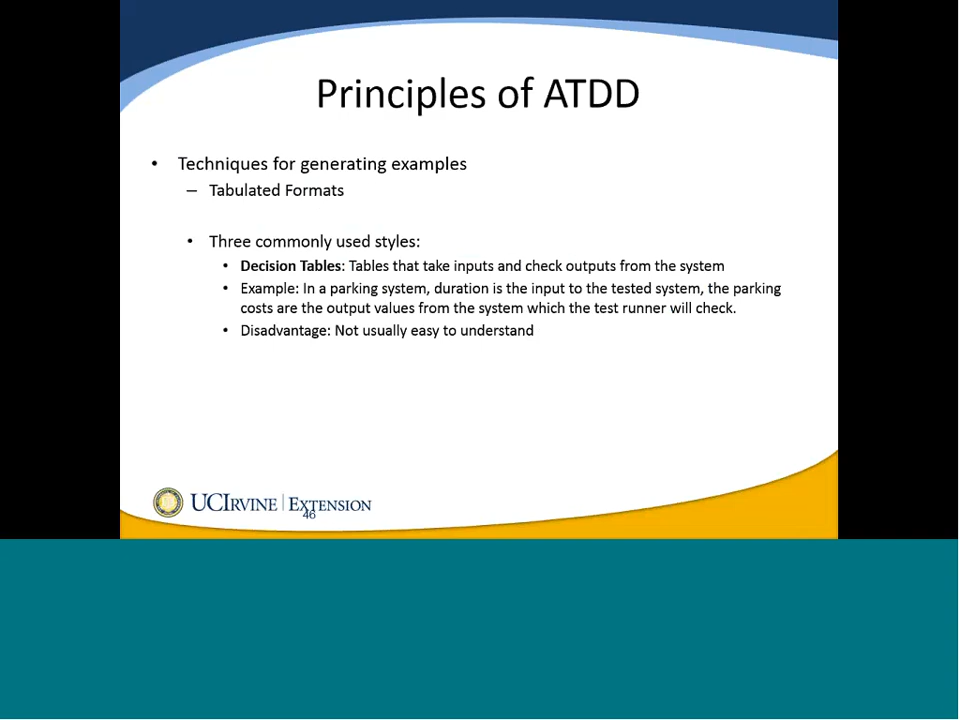 Principles of ATDD
• Techniques for generating examples
– Tabulated Formats
• Three commonly used styles:
• Decision Tables: Tables that take inputs and check outputs from the system
• Example: In a parking system, duration is the input to the tested system, the parking
costs are the output values from the system which the test runner will check.
• Disadvantage: Not usually easy to understand
UCIRVINE | EXTENSION
46